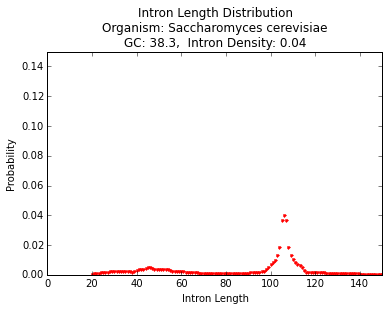 Intron Length Distribution
Organism: Saccharomyces cerevisiae
GC: 38.3,  Intron Density: 0.04
0.14
0.12
0.10
0.08
0.06
0.04
0.02
0.00
Probability
0 20 40 60 80 100 120 140
Intron Length